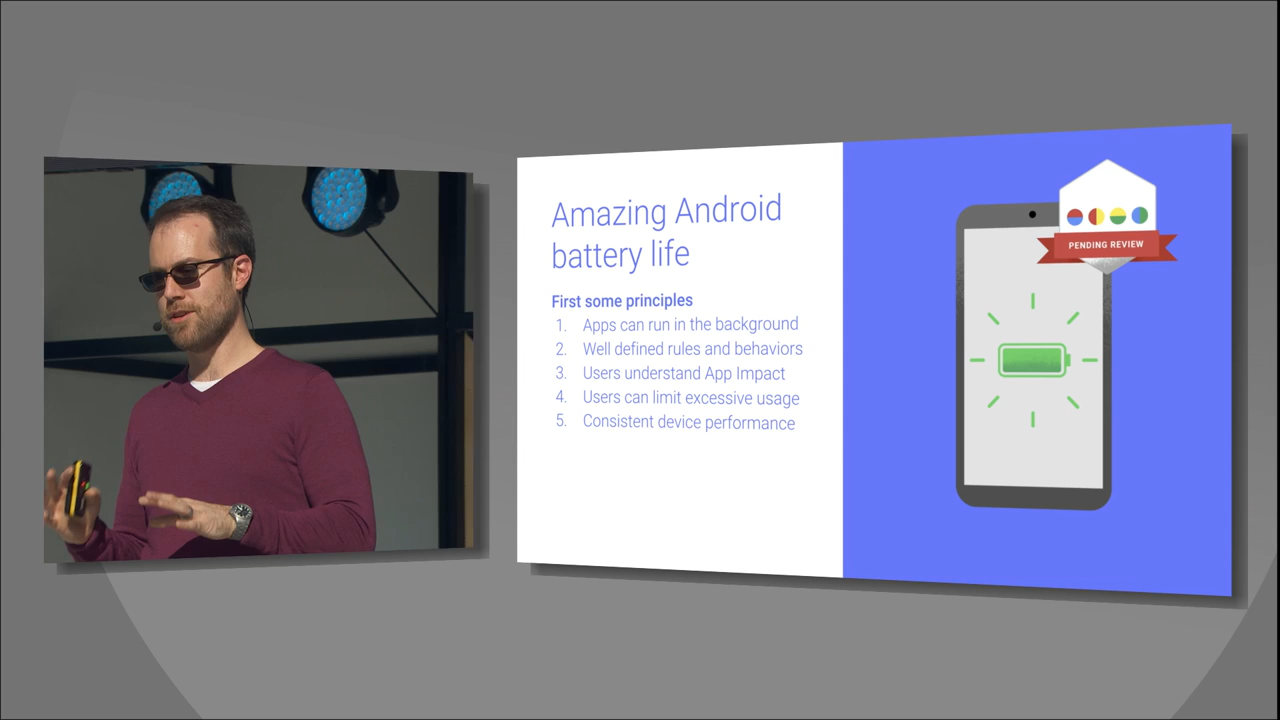 Amazing Android
battery life
First some principles
1. Apps can run in the background
2. Well defined rules and behaviors
3. Users understand App Impact
4. Users can limit excessive usage
5. Consistent device performance
PENDING REVIEW